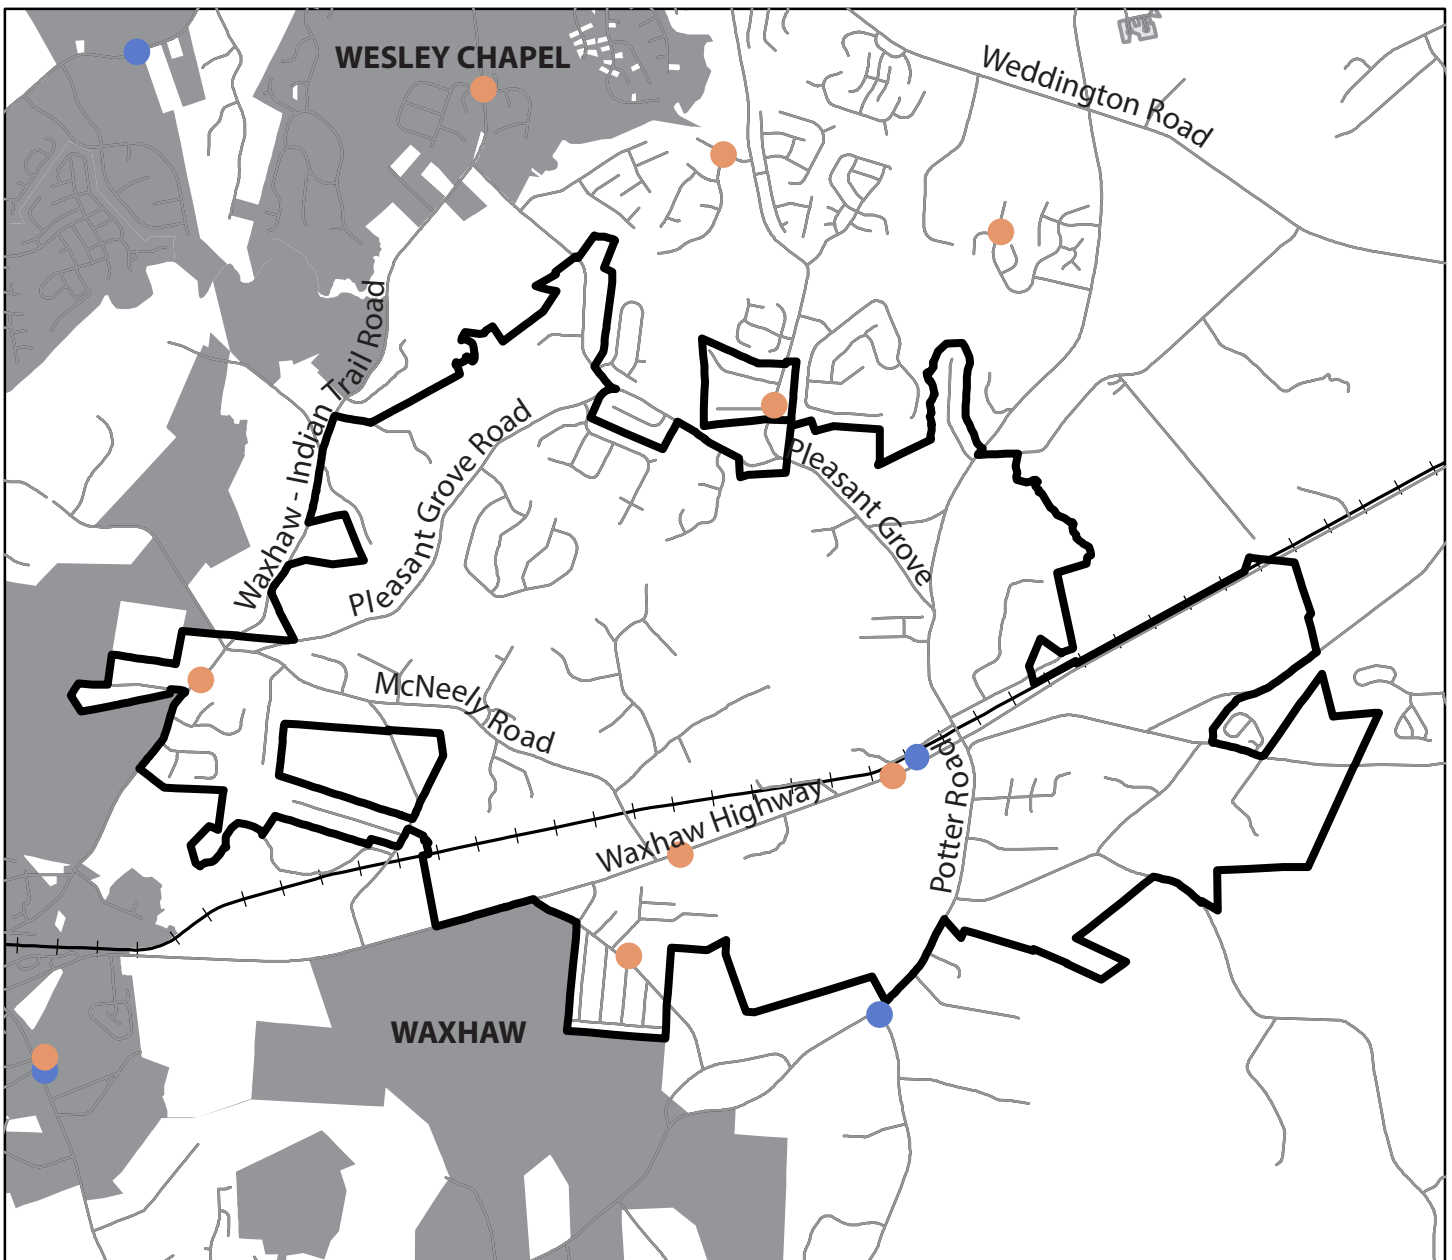 WESLEY CHAPEL
Weddington Road
Waxhaw - Indian Trail Road
Pleasant Grove Road
Pleasant Grove
McNeely Road
Waxhaw Highway
Potter Road
WAXHAW